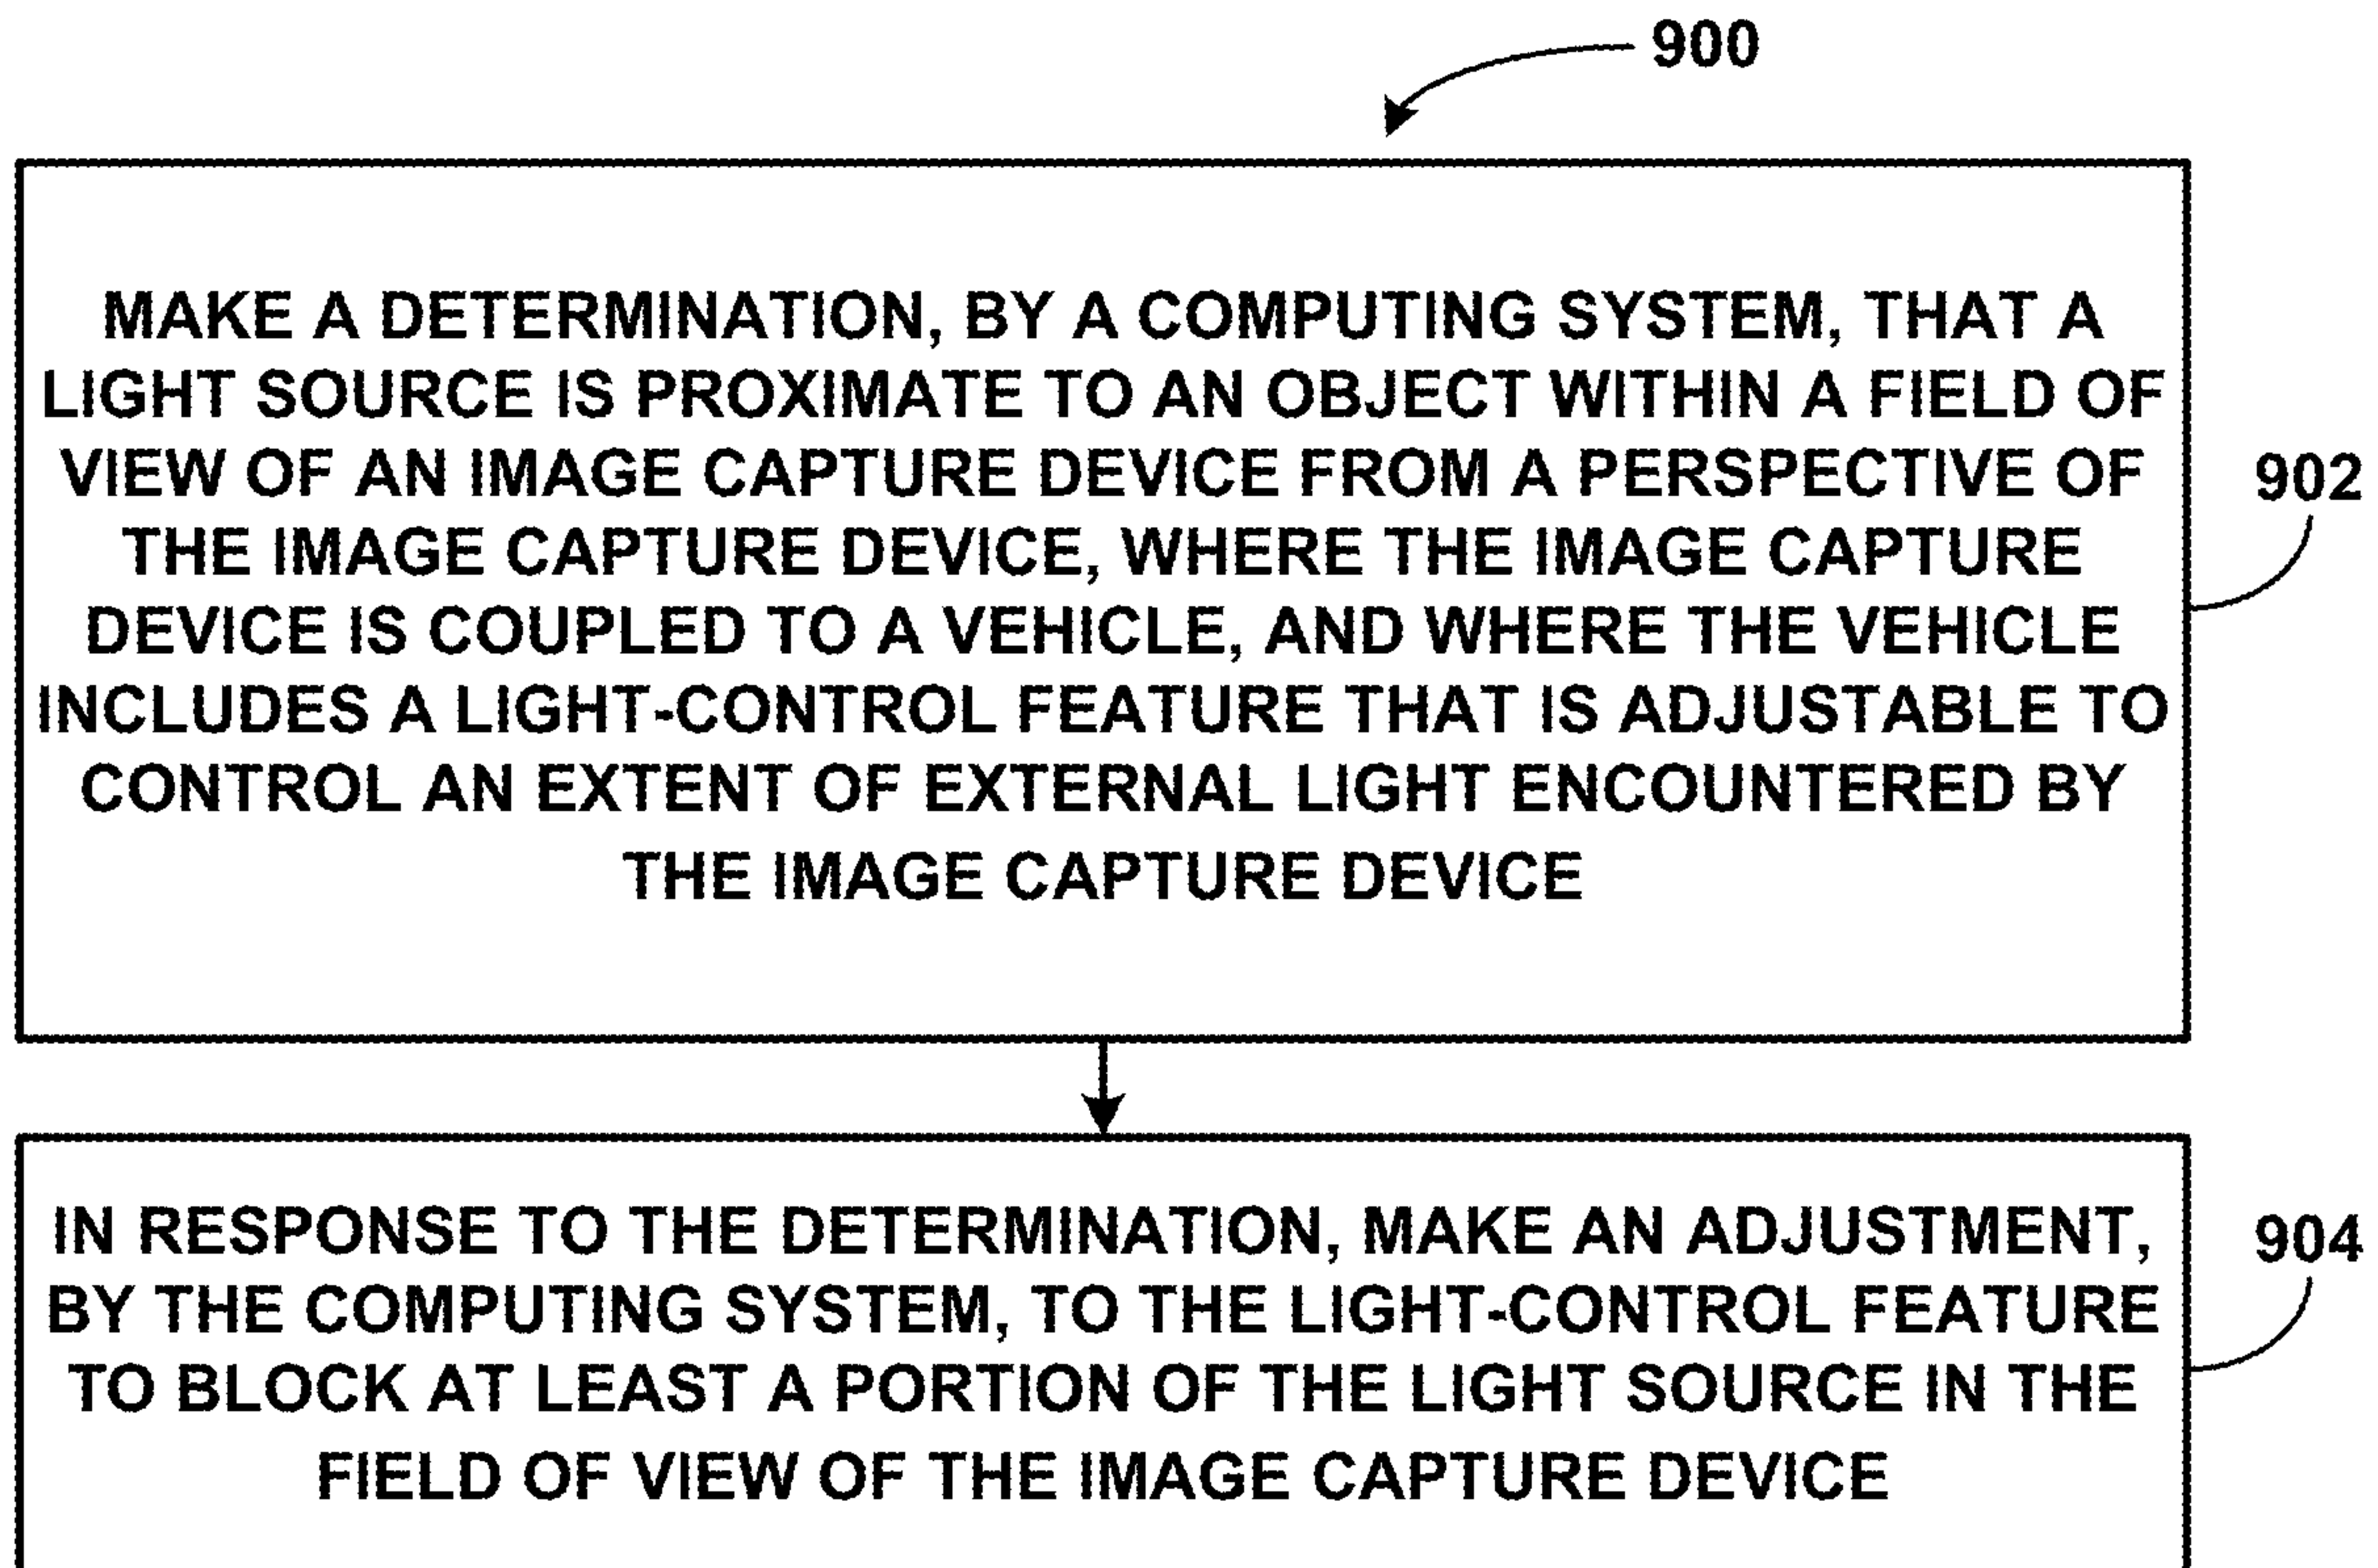 900
MAKE A DETERMINATION, BY A COMPUTING SYSTEM, THAT A
LIGHT SOURCE IS PROXIMATE TO AN OBJECT WITHIN A FIELD OF
VIEW OF AN IMAGE CAPTURE DEVICE FROM A PERSPECTIVE OF
THE IMAGE CAPTURE DEVICE, WHERE THE IMAGE CAPTURE
DEVICE IS COUPLED TO A VEHICLE, AND WHERE THE VEHICLE
INCLUDES A LIGHT-CONTROL FEATURE THAT IS ADJUSTABLE TO
CONTROL AN EXTENT OF EXTERNAL LIGHT ENCOUNTERED BY
THE IMAGE CAPTURE DEVICE
902
IN RESPONSE TO THE DETERMINATION, MAKE AN ADJUSTMENT,
BY THE COMPUTING SYSTEM, TO THE LIGHT-CONTROL FEATURE
TO BLOCK AT LEAST A PORTION OF THE LIGHT SOURCE IN THE
FIELD OF VIEW OF THE IMAGE CAPTURE DEVICE
904